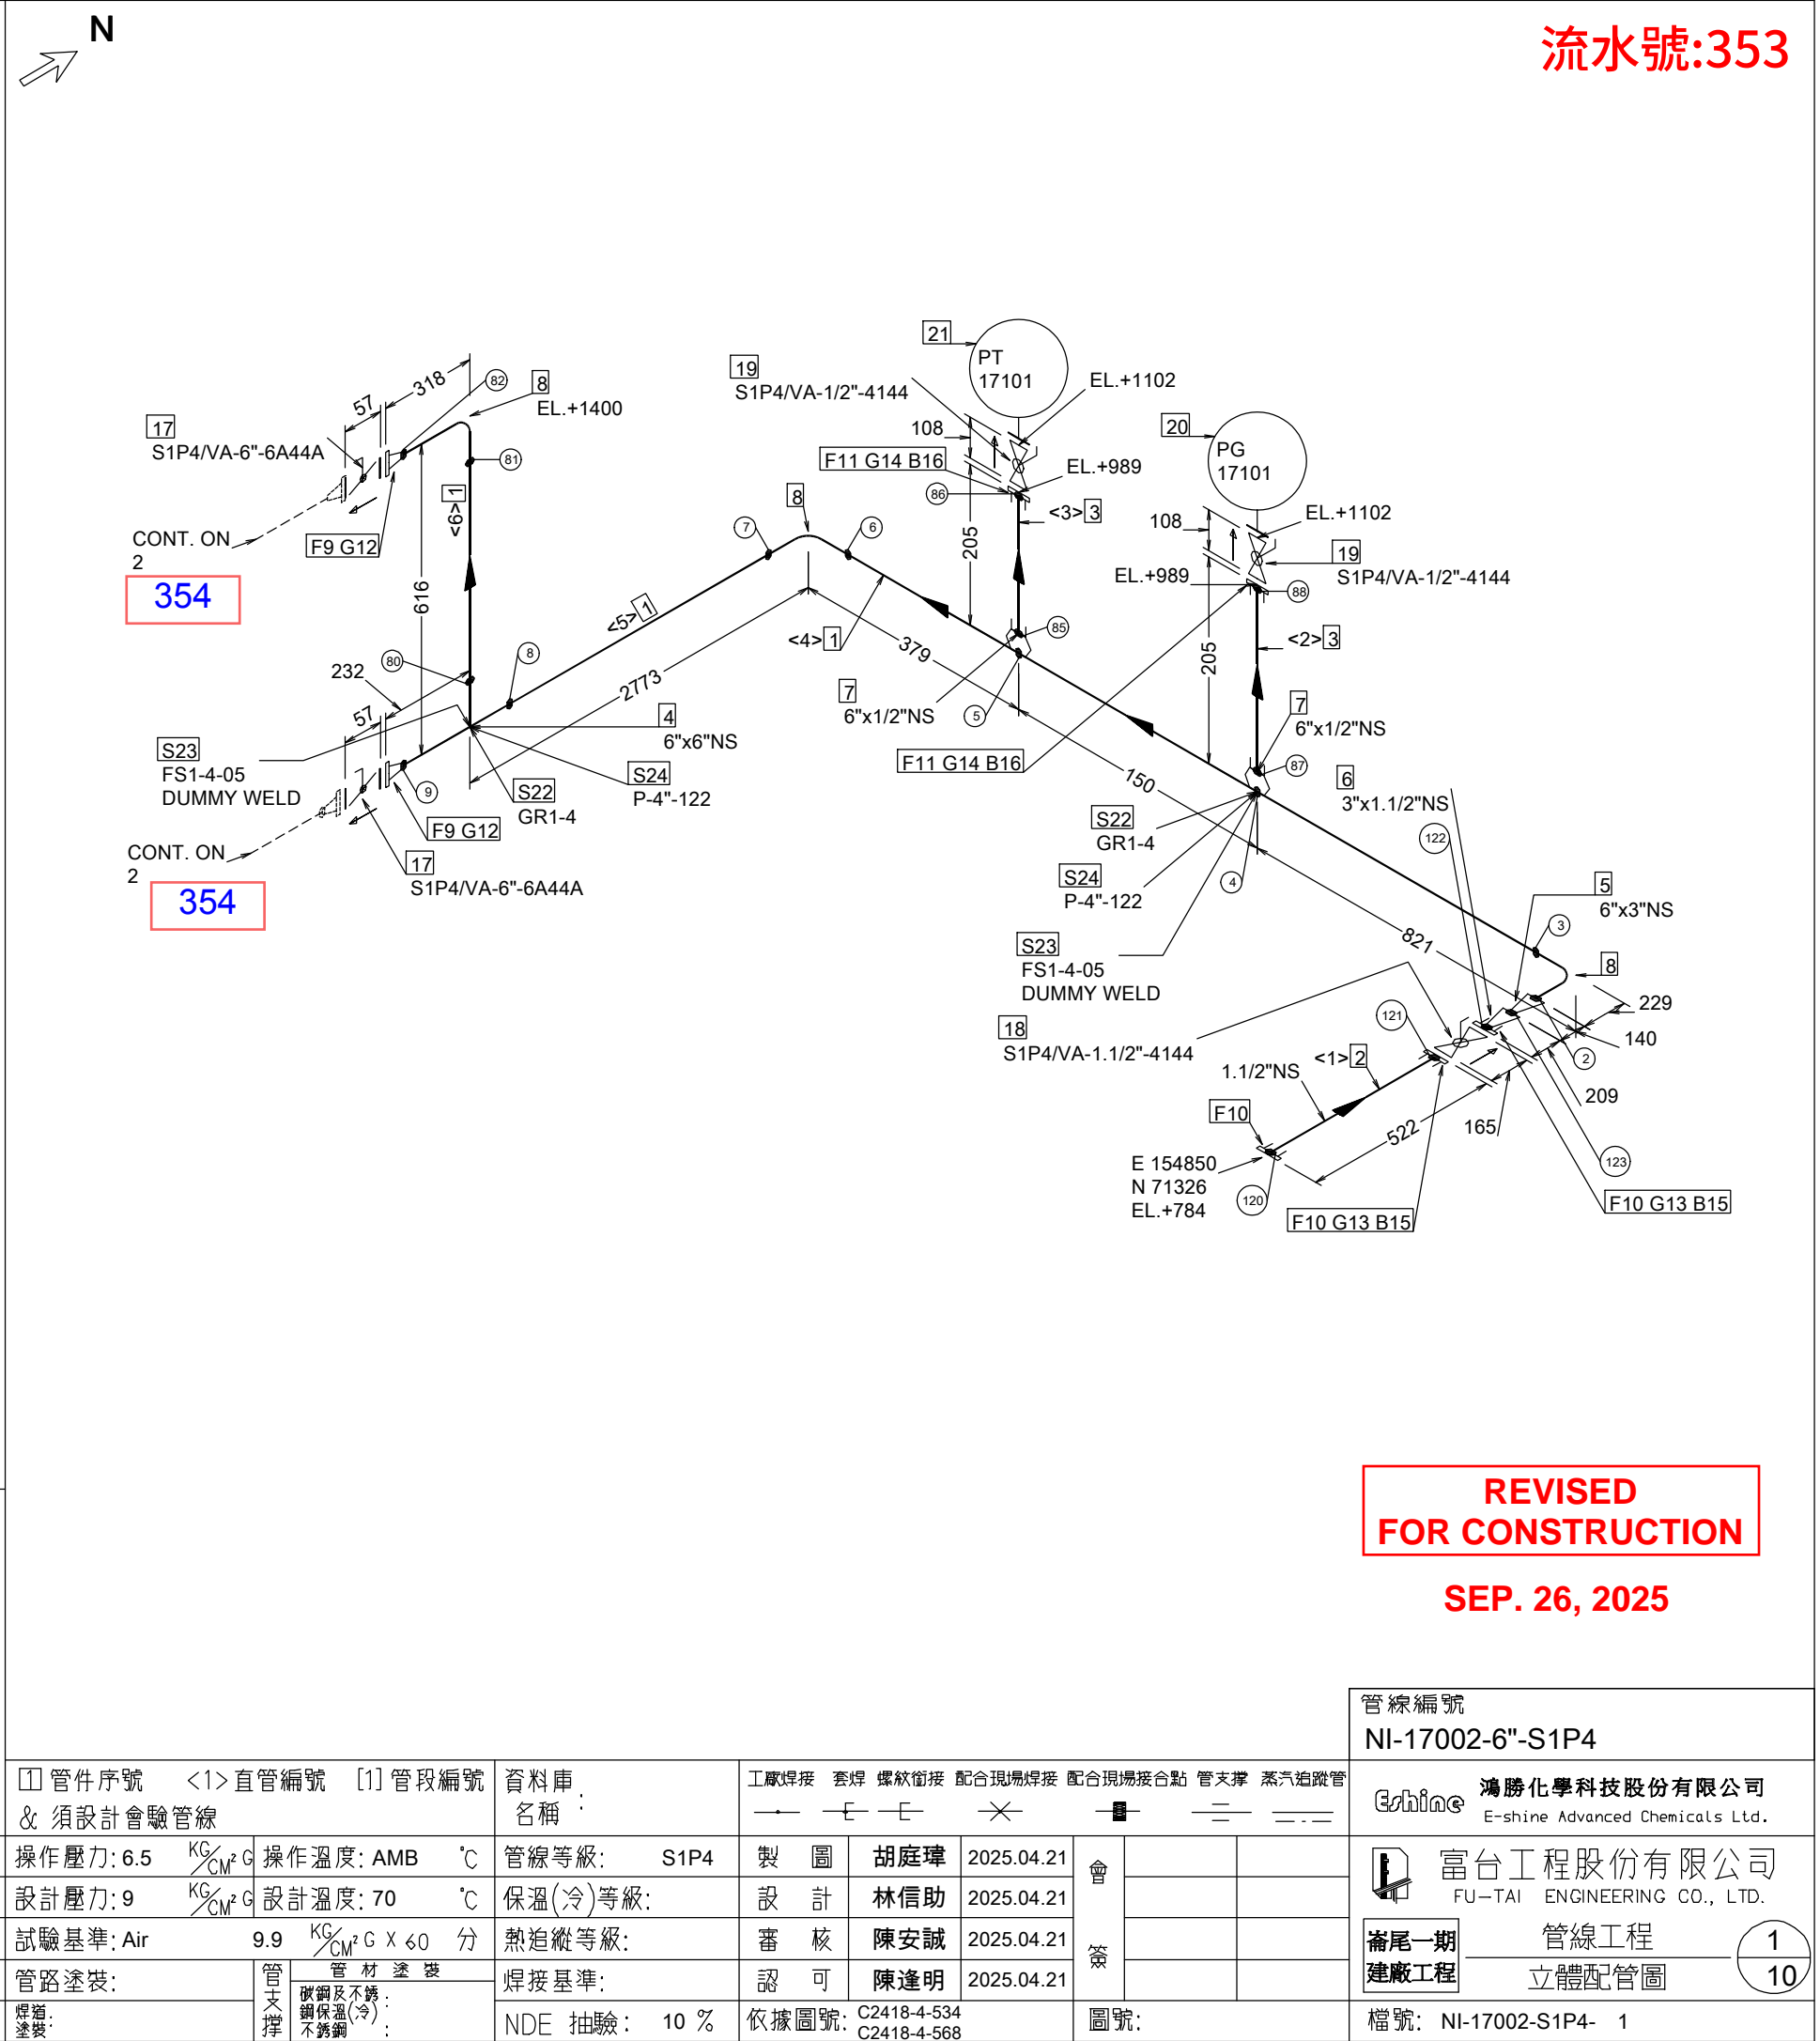 N
流水號:353
21
PT
17101
EL.+1102
19
S1P4/VA-1/2"-4144
108
F11 G14 B16
EL.+989
86
<3> 3
205
20
PG
17101
EL.+1102
108
19
S1P4/VA-1/2"-4144
EL.+989
88
<2> 3
205
318
57
82
8
EL.+1400
17
S1P4/VA-6"-6A44A
81
<6> 1
F9 G12
CONT. ON
2
354
616
8
7
6
<5> 1
<4> 1
379
85
2773
8
80
232
57
7
6"x1/2"NS
5
7
6"x1/2"NS
87
4
6"x6"NS
S23
FS1-4-05
DUMMY WELD
S24
P-4"-122
S22
GR1-4
9
F9 G12
CONT. ON
2
354
17
S1P4/VA-6"-6A44A
F11 G14 B16
150
6
3"x1.1/2"NS
S22
GR1-4
122
S24
P-4"-122
4
5
6"x3"NS
821
3
S23
FS1-4-05
DUMMY WELD
8
229
140
18
S1P4/VA-1.1/2"-4144
121
2
<1> 2
1.1/2"NS
209
165
F10
522
123
E 154850
N 71326
EL.+784
120
F10 G13 B15
F10 G13 B15
REVISED
FOR CONSTRUCTION
SEP. 26, 2025
管線編號
NI-17002-6"-S1P4
1 管件序號 <1>直管編號 [1] 管段編號
& 須設計會驗管線
資料庫
名稱 :
工廠焊接 套焊 螺紋銜接 配合現場焊接 配合現場接合點 管支撐 蒸汽追蹤管
Eshine 鴻勝化學科技股份有限公司
E-shine Advanced Chemicals Ltd.
操作壓力: 6.5 KG/CM² G 操作溫度: AMB °C 管線等級: S1P4 製 圖 胡庭瑋 2025.04.21 會
設計壓力: 9 KG/CM² G 設計溫度: 70 °C 保溫(冷)等級: 設 計 林信助 2025.04.21
富台工程股份有限公司
FU-TAI ENGINEERING CO., LTD.
試驗基準: Air 9.9 KG/CM² G X 60 分 熱追縱等級: 審 核 陳安誠 2025.04.21 簽
崙尾一期
建廠工程
管線工程
立體配管圖
1
10
管路塗裝: 管支撐 管 材 塗 裝 焊接基準: 認 可 陳逢明 2025.04.21
焊道:
塗裝:
碳鋼及不銹 :
鋼保溫(冷)
不銹鋼 :
NDE 抽驗: 10 % 依據圖號: C2418-4-534
C2418-4-568
圖號:
檔號: NI-17002-S1P4- 1